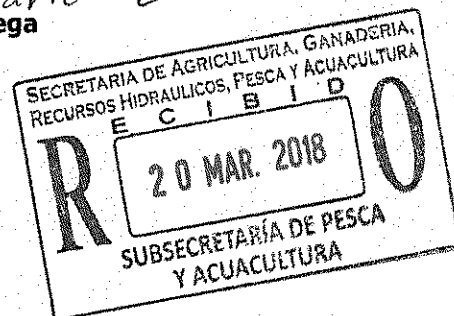 ega
SECRETARIA DE AGRICULTURA, GANADERIA,
RECURSOS HIDRAULICOS, PESCA Y ACUACULTURA
R E C I B I D O
20 MAR. 2018
SUBSECRETARÍA DE PESCA
Y ACUACULTURA